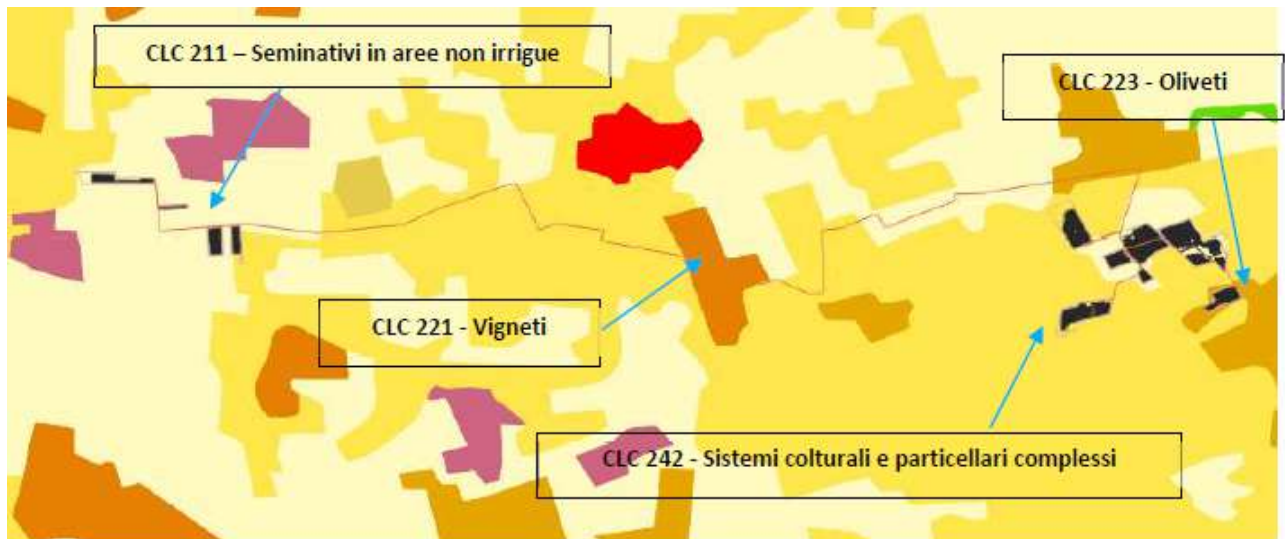 CLC 211 – Seminativi in aree non irrigue
CLC 223 - Oliveti
CLC 221 - Vigneti
CLC 242 - Sistemi colturali e particellari complessi